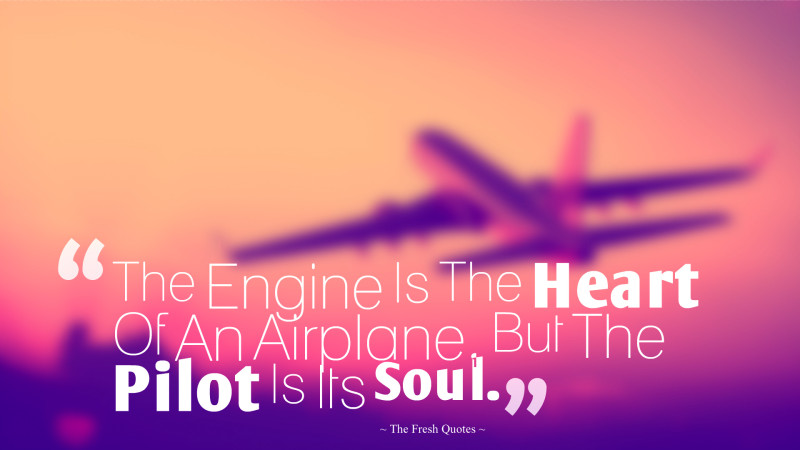 “The Engine Is The Heart
Of An Airplane, But The
Pilot Is Its Soul.”
~ The Fresh Quotes ~